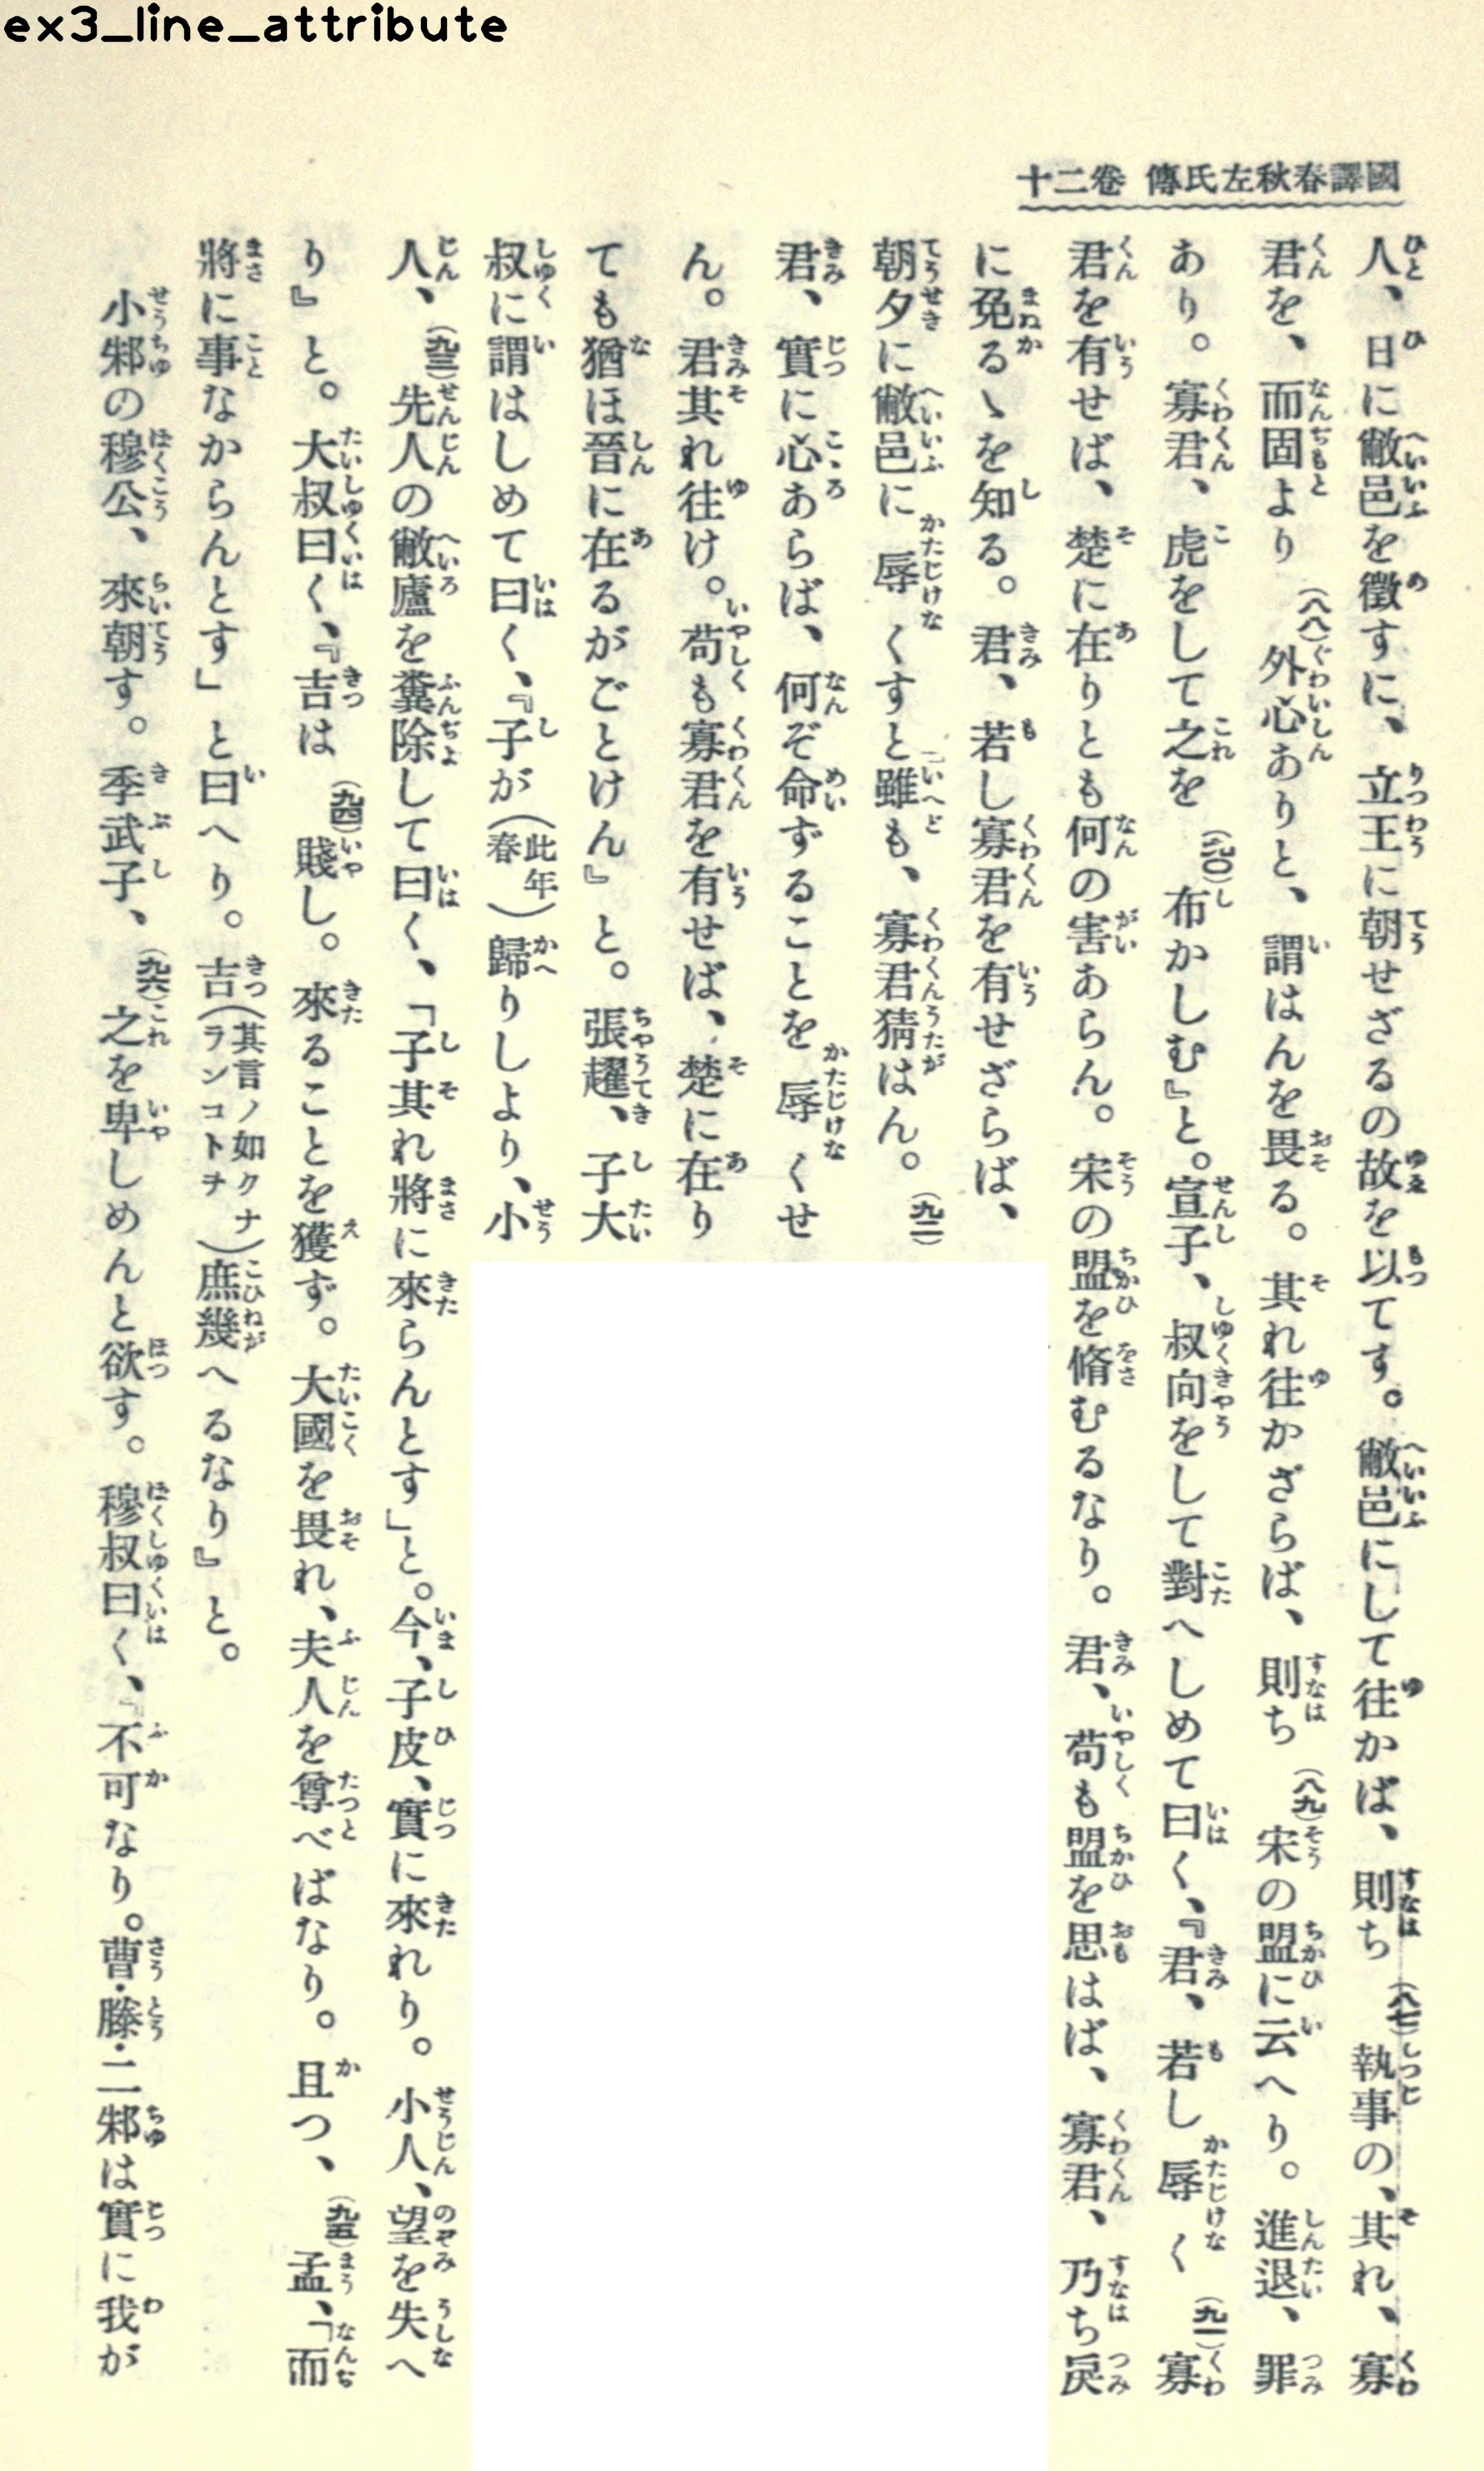 ex3_line_attribute
國譯春秋左氏傳 卷二十
人、日に敝邑を徵すに、立王に朝せざるの故を以てす。敝邑にして往かば、則ち(八七)執事の、其れ、寡
君を、而固より(八八)外心ありと、謂はんを畏る。其れ往かざらば、則ち(八九)宋の盟に云へり。進退、罪
あり。寡君、虎をして之を(九〇)布かしむ』と。宣子、叔向をして對へしめて曰く、『君、若し辱く(九一)寡
君を有せば、楚に在りとも何の害あらん。宋の盟を脩むるなり。君、苟も盟を思はば、寡君、乃ち戾
に免るゝを知る。君、若し寡君を有せざらば、
朝夕に敝邑に辱くすと雖も、寡君猜はん。(九二)
君、實に心あらば、何ぞ命ずることを辱くせ
ん。君其れ往け。苟も寡君を有せば、楚に在り
ても猶ほ晉に在るがごとけん』と。張趯、子大
叔に謂はしめて曰く、『子が(此年春)歸りしより、小
人、(九三)先人の敝廬を糞除して曰く、「子其れ將に來らんとす」と。今、子皮、實に來れり。小人、望を失へ
り』と。大叔曰く、『吉は(九四)賤し。來ることを獲ず。大國を畏れ、夫人を尊べばなり。且つ、(九五)孟、「而
將に事なからんとす」と曰へり。吉(其言ノ如クナランコトヲ)庶幾へるなり』と。
小邾の穆公、來朝す。季武子、(九六)之を卑しめんと欲す。穆叔曰く、『不可なり。曹・滕・二邾は實に我が